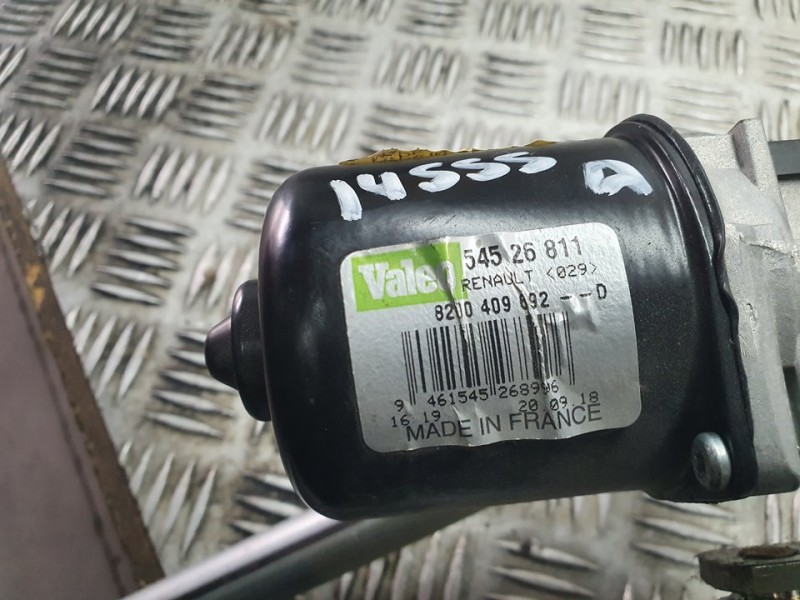 14555 D
Valeo 545 26 811
RENAULT <029>
8200 409 892 -- D
9 461545 268996
16 19 20.09.18
MADE IN FRANCE